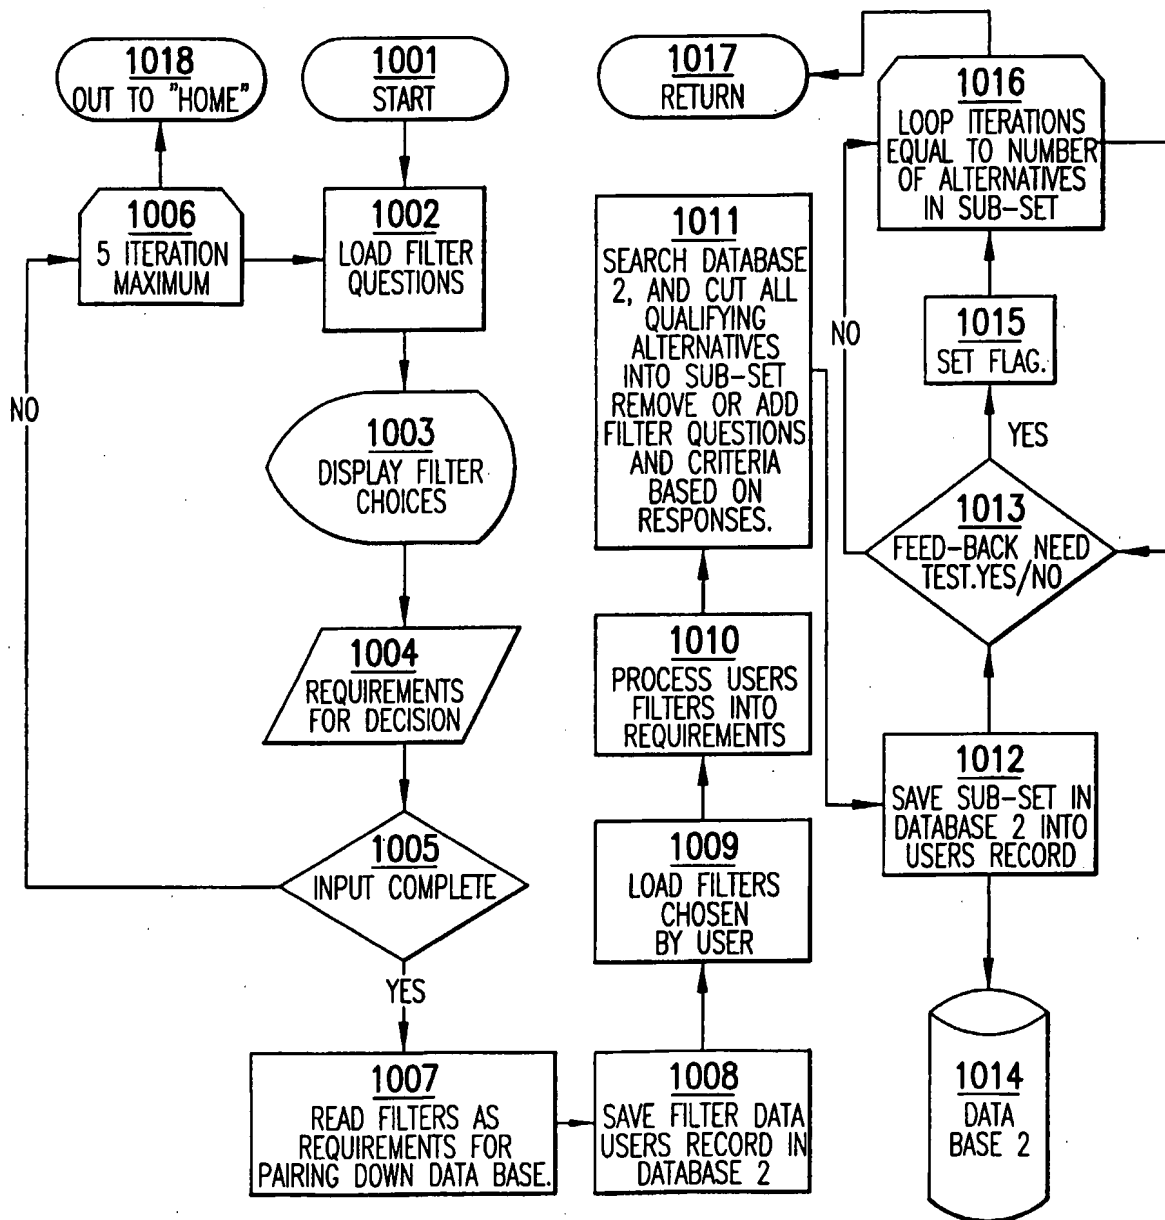 1018
OUT TO "HOME"
1001
START
1006
5 ITERATION
MAXIMUM
1002
LOAD FILTER
QUESTIONS
NO
1003
DISPLAY FILTER
CHOICES
1004
REQUIREMENTS
FOR DECISION
1005
INPUT COMPLETE
YES
1007
READ FILTERS AS
REQUIREMENTS FOR
PAIRING DOWN DATA BASE.
1008
SAVE FILTER DATA
USERS RECORD IN
DATABASE 2
1009
LOAD FILTERS
CHOSEN
BY USER
1010
PROCESS USERS
FILTERS INTO
REQUIREMENTS
1011
SEARCH DATABASE
2, AND CUT ALL
QUALIFYING
ALTERNATIVES
INTO SUB-SET
REMOVE OR ADD
FILTER QUESTIONS
AND CRITERIA
BASED ON
RESPONSES.
1017
RETURN
1016
LOOP ITERATIONS
EQUAL TO NUMBER
OF ALTERNATIVES
IN SUB-SET
NO
1015
SET FLAG.
YES
1013
FEED-BACK NEED
TEST.YES/NO
1012
SAVE SUB-SET IN
DATABASE 2 INTO
USERS RECORD
1014
DATA
BASE 2